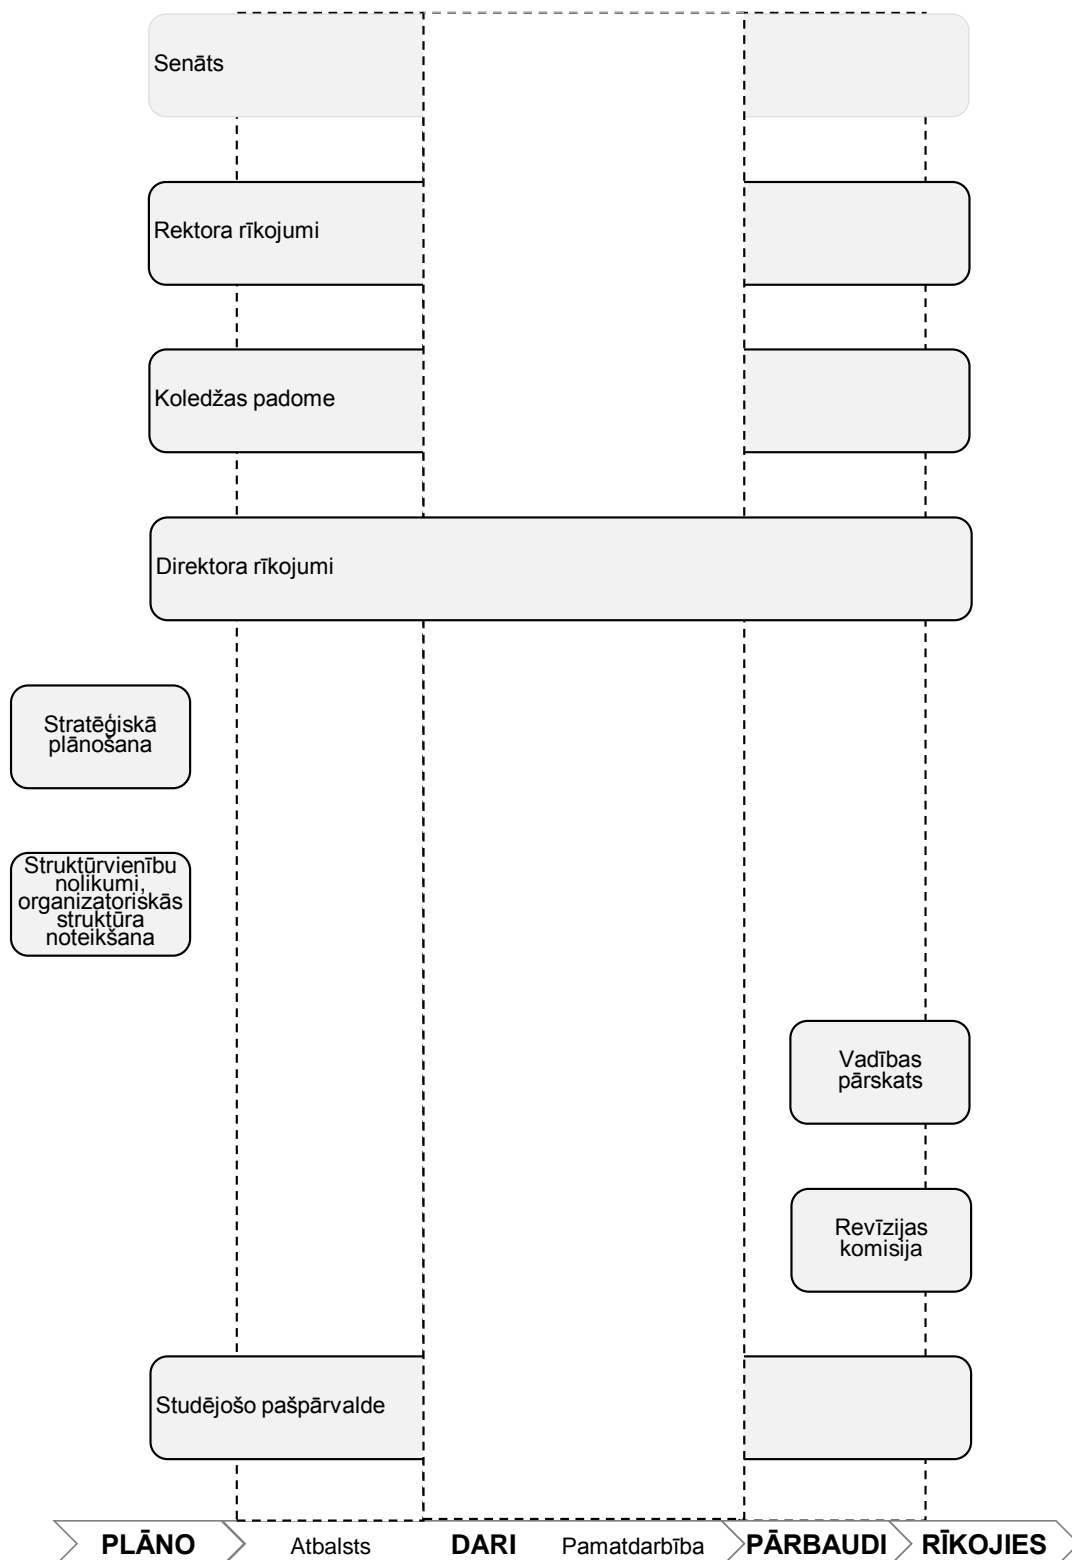 Senāts
Rektora rīkojumi
Koledžas padome
Direktora rīkojumi
Stratēģiskā
plānošana
Struktūrvienību
nolikumi,
organizatoriskās
struktūra
noteikšana
Vadības
pārskats
Revīzijas
komisija
Studējošo pašpārvalde
PLĀNO Atbalsts DARI Pamatdarbība PĀRBAUDI RĪKOJIES